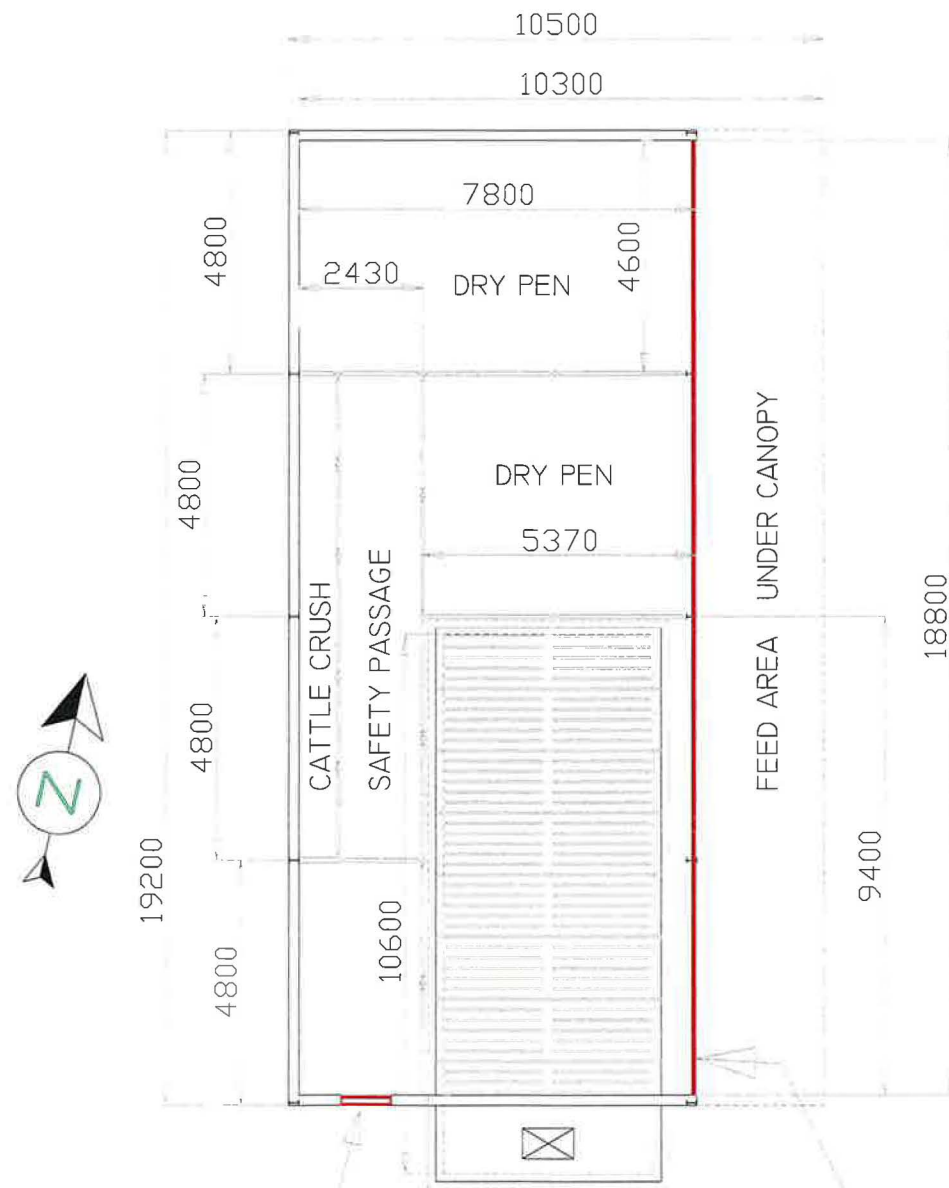 10500
10300
7800
4800
4600
2430
DRY PEN
4800
DRY PEN
5370
CATTLE CRUSH
SAFETY PASSAGE
FEED AREA UNDER CANOPY
18800
N
4800
19200
9400
10600
4800